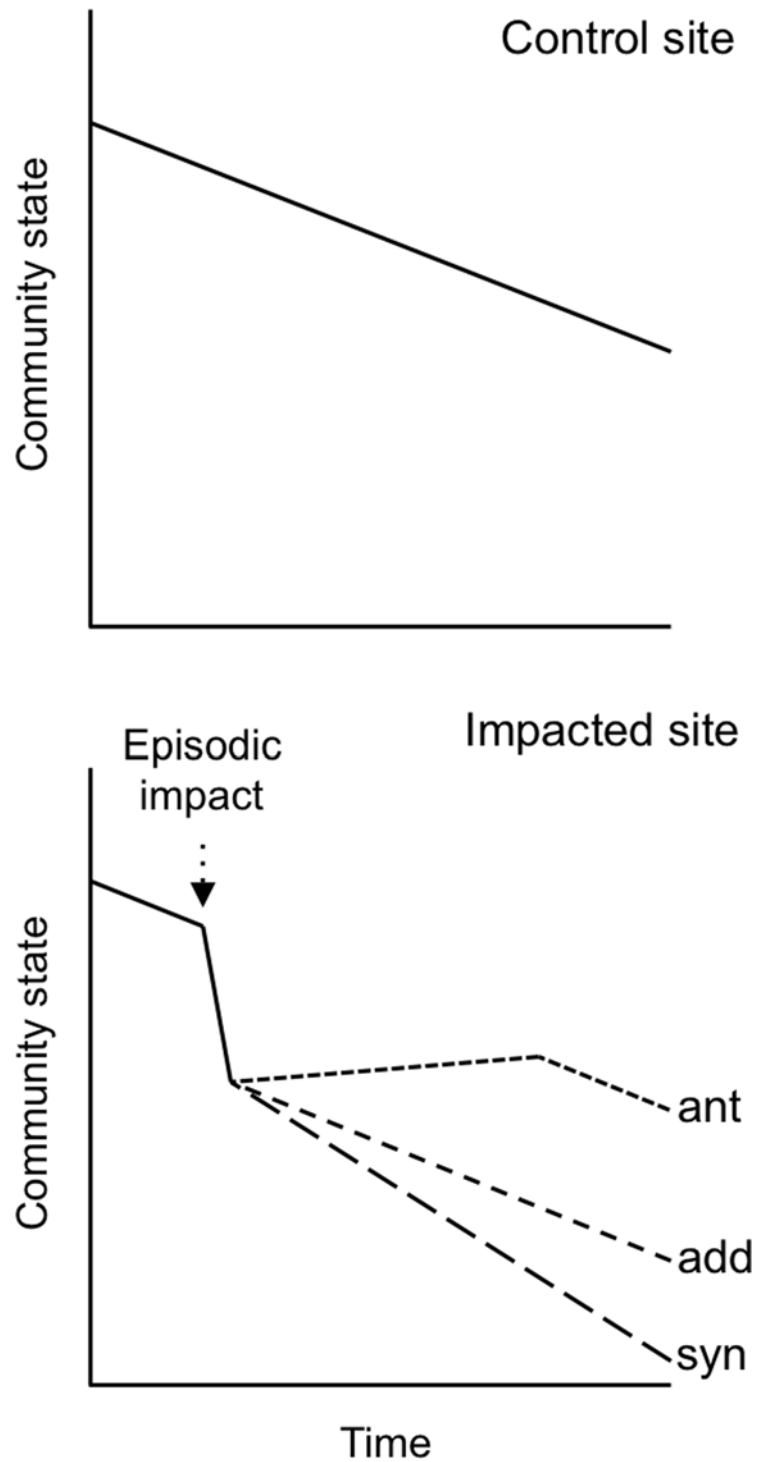 Control site
Community state
Impacted site
Episodic
impact
Community state
ant
add
syn
Time